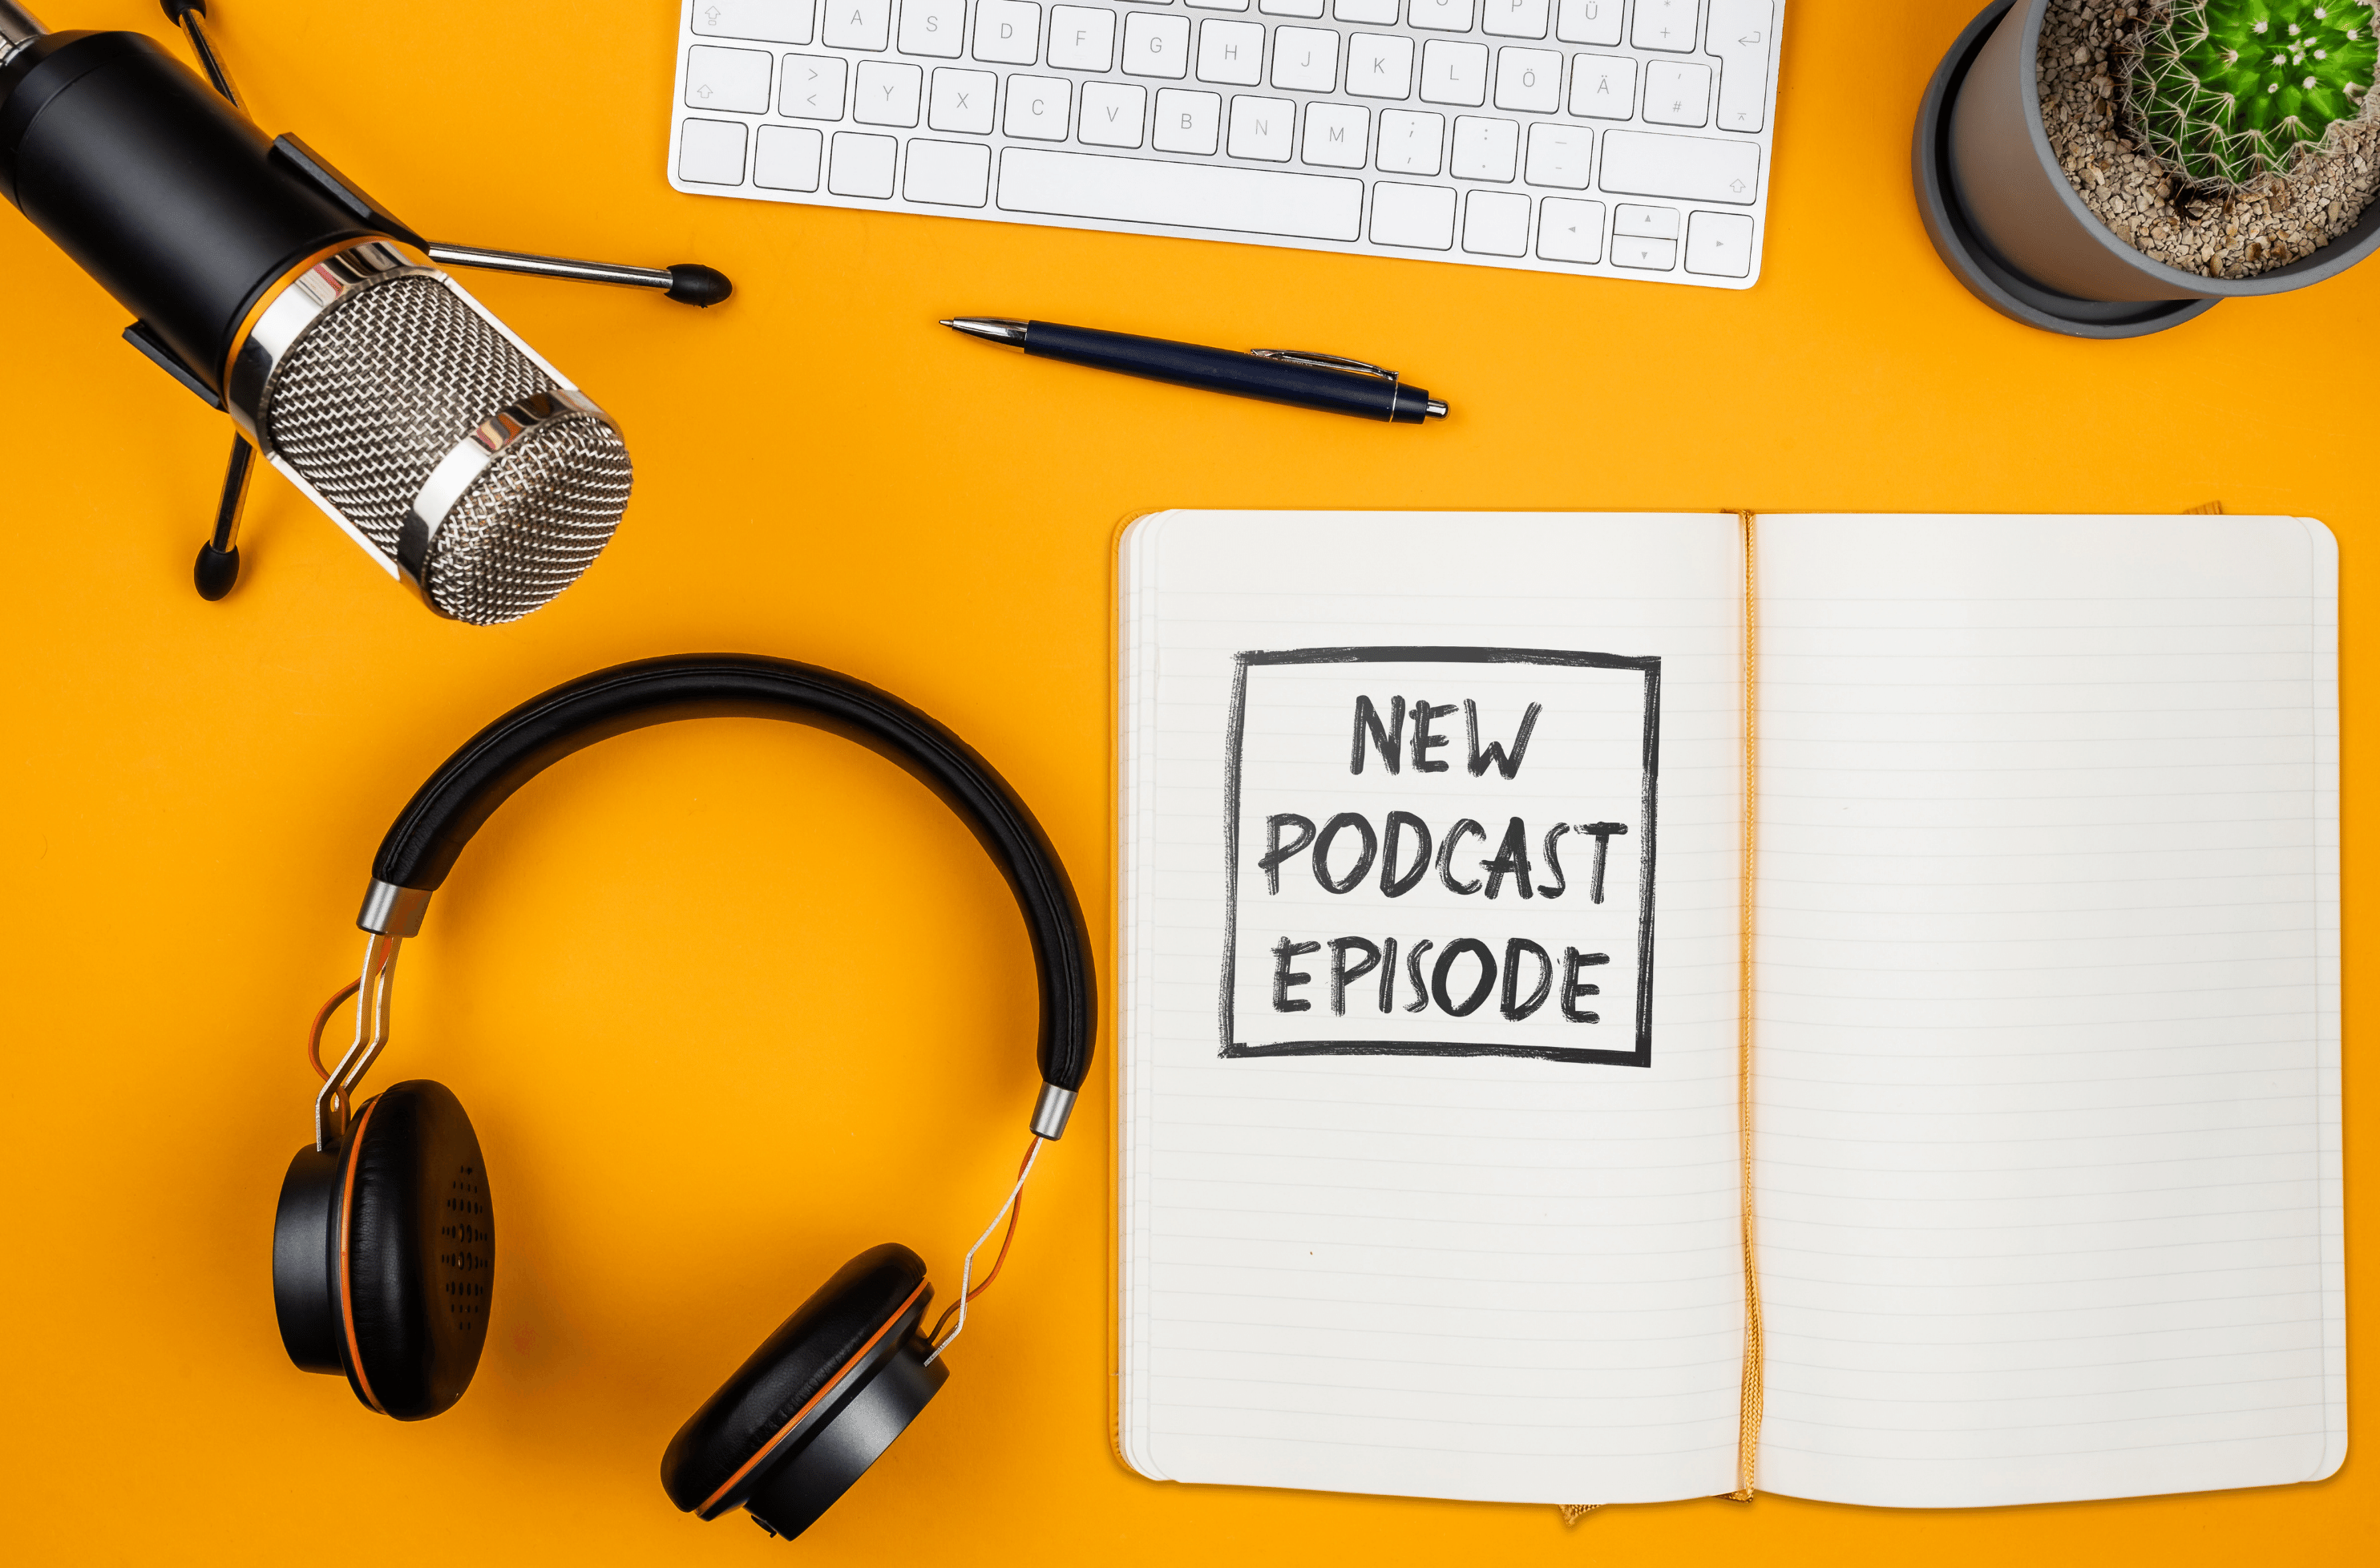 O P Ü * +
A S D F G H J K L Ö Ä ' #
> < Y X C V B N M ; , : . _ -
NEW
PODCAST
EPISODE